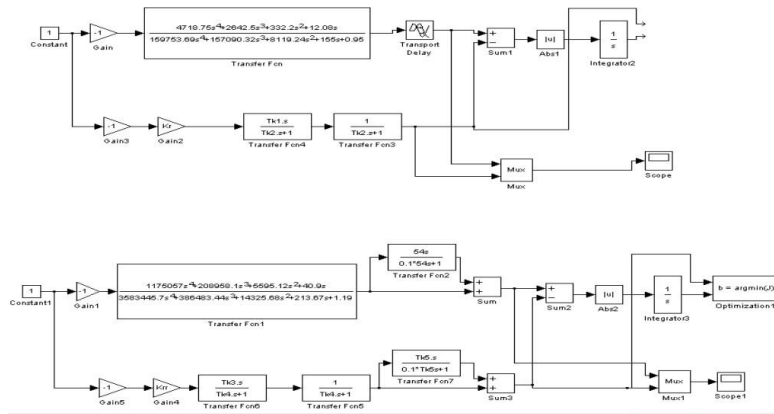 4718.75s⁴+2642.5s³+332.2s²+12.08s
159753.69s⁴+157090.32s³+8119.24s²+155s+0.95
Transfer Fcn
1
Constant
-1
Gain
Transport
Delay
+
−
Sum1
|u|
Abs1
1
s
Integrator2
-1
Gain3
Kr
Gain2
Tk1.s
Tk2.s+1
Transfer Fcn4
1
Tk2.s+1
Transfer Fcn3
Mux
Mux
Scope
54s
0.1*54s+1
Transfer Fcn2
1
Constant1
-1
Gain1
1175057s⁴+208958.1s³+5595.12s²+40.9s
3583445.7s⁴+386483.44s³+14325.68s²+213.67s+1.19
Transfer Fcn1
+
+
Sum
+
−
Sum2
|u|
Abs2
1
s
Integrator3
b = argmin(J)
Optimization1
-1
Gain5
Krr
Gain4
Tk3.s
Tk4.s+1
Transfer Fcn6
1
Tk4.s+1
Transfer Fcn5
Tk5.s
0.1*Tk5s+1
Transfer Fcn7
+
+
Sum3
Mux
Mux1
Scope1